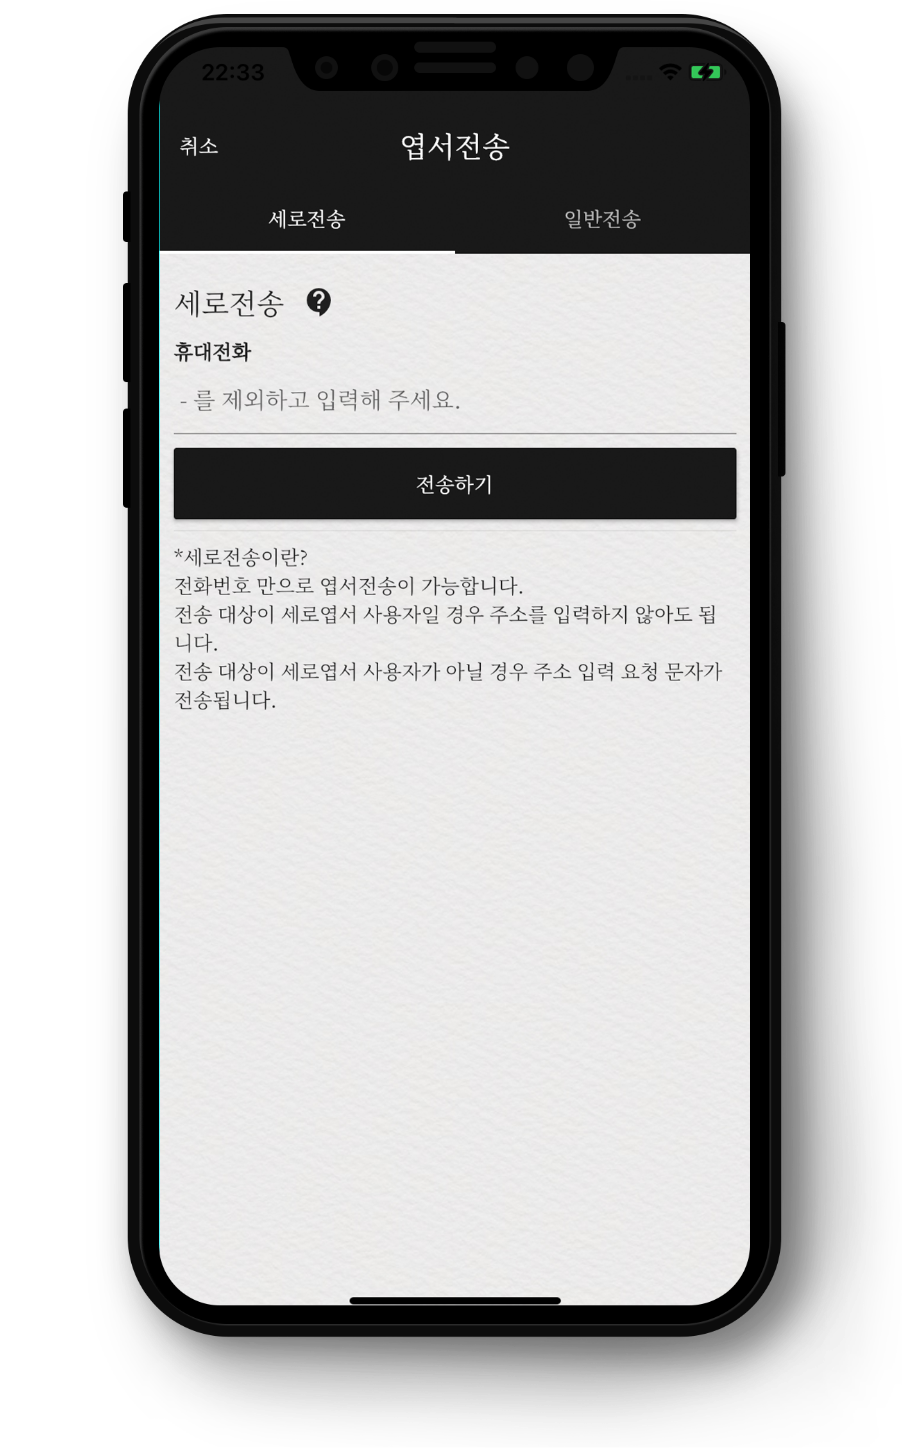 22:33
취소
엽서전송
세로전송
일반전송
세로전송
휴대전화
- 를 제외하고 입력해 주세요.
전송하기
*세로전송이란?
전화번호 만으로 엽서전송이 가능합니다.
전송 대상이 세로엽서 사용자일 경우 주소를 입력하지 않아도 됩
니다.
전송 대상이 세로엽서 사용자가 아닐 경우 주소 입력 요청 문자가
전송됩니다.